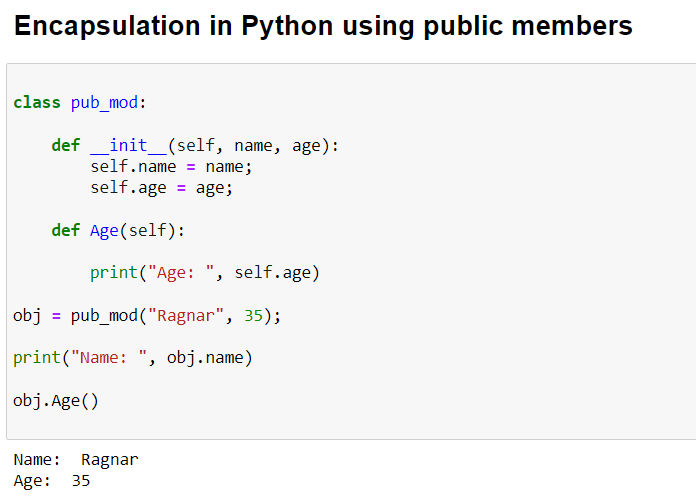 Encapsulation in Python using public members
class pub_mod:
    def __init__(self, name, age):
        self.name = name;
        self.age = age;
    def Age(self):
        print("Age: ", self.age)
obj = pub_mod("Ragnar", 35);
print("Name: ", obj.name)
obj.Age()
Name:  Ragnar
Age:  35